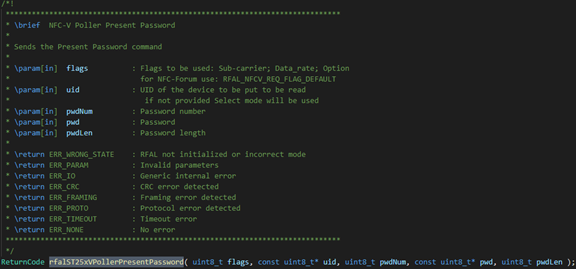 /*!
*****************************************************************************
* \brief  NFC-V Poller Present Password
*
* Sends the Present Password command
*
* \param[in]  flags          : Flags to be used: Sub-carrier; Data_rate; Option
*                              for NFC-Forum use: RFAL_NFCV_REQ_FLAG_DEFAULT
* \param[in]  uid            : UID of the device to be put to be read
*                               if not provided Select mode will be used
* \param[in]  pwdNum         : Password number
* \param[in]  pwd            : Password
* \param[in]  pwdLen         : Password length
*
* \return ERR_WRONG_STATE    : RFAL not initialized or incorrect mode
* \return ERR_PARAM          : Invalid parameters
* \return ERR_IO             : Generic internal error
* \return ERR_CRC            : CRC error detected
* \return ERR_FRAMING        : Framing error detected
* \return ERR_PROTO          : Protocol error detected
* \return ERR_TIMEOUT        : Timeout error
* \return ERR_NONE           : No error
*****************************************************************************
*/
ReturnCode rfalST25xVPollerPresentPassword( uint8_t flags, const uint8_t* uid, uint8_t pwdNum, const uint8_t* pwd, uint8_t pwdLen );